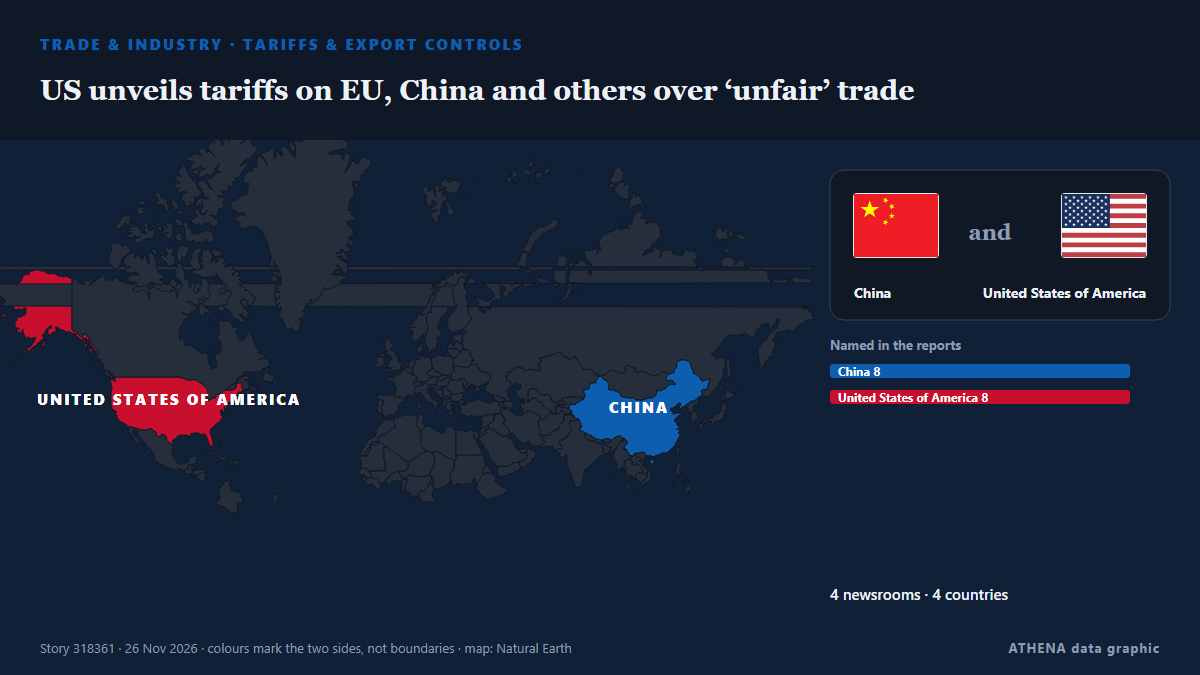 TRADE & INDUSTRY · TARIFFS & EXPORT CONTROLS
US unveils tariffs on EU, China and others over ‘unfair’ trade
and
China
United States of America
Named in the reports
China 8
United States of America 8
UNITED STATES OF AMERICA
CHINA
4 newsrooms · 4 countries
Story 318361 · 26 Nov 2026 · colours mark the two sides, not boundaries · map: Natural Earth
ATHENA data graphic